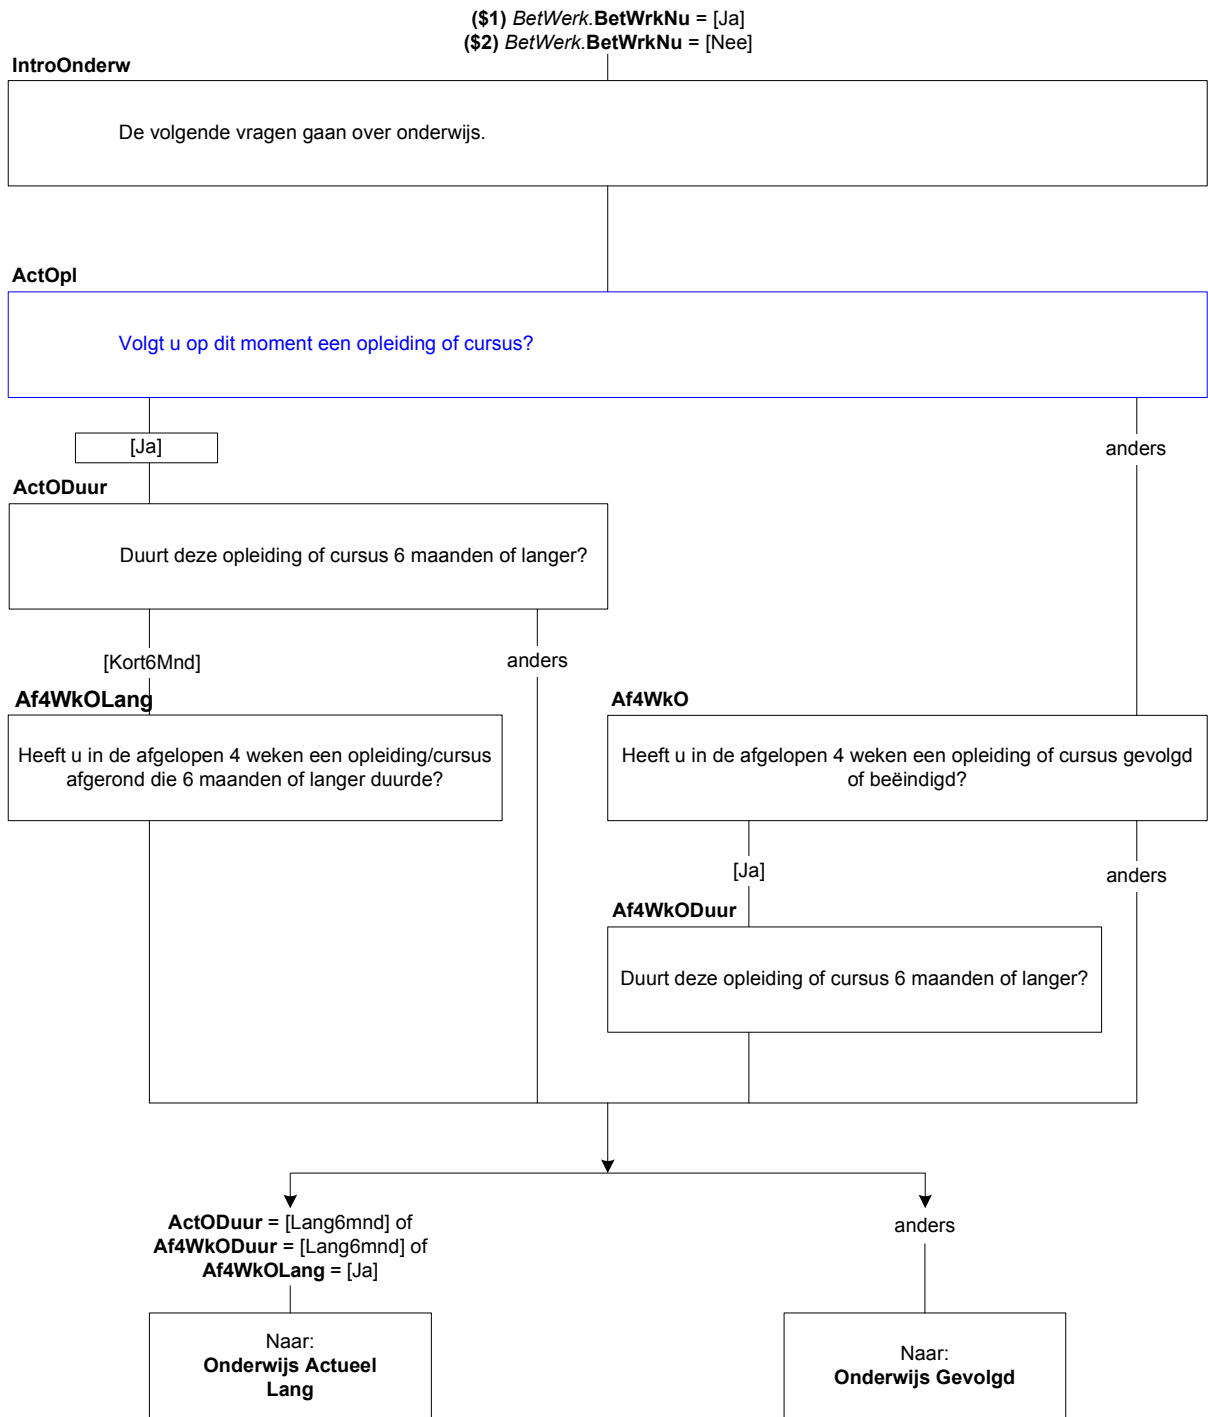 ($1) BetWerk.BetWrkNu = [Ja]
($2) BetWerk.BetWrkNu = [Nee]
IntroOnderw
De volgende vragen gaan over onderwijs.
ActOpl
Volgt u op dit moment een opleiding of cursus?
[Ja]
anders
ActODuur
Duurt deze opleiding of cursus 6 maanden of langer?
[Kort6Mnd]
anders
Af4WkOLang
Heeft u in de afgelopen 4 weken een opleiding/cursus
afgerond die 6 maanden of langer duurde?
Af4WkO
Heeft u in de afgelopen 4 weken een opleiding of cursus gevolgd
of beëindigd?
[Ja]
anders
Af4WkODuur
Duurt deze opleiding of cursus 6 maanden of langer?
ActODuur = [Lang6mnd] of
Af4WkODuur = [Lang6mnd] of
Af4WkOLang = [Ja]
anders
Naar:
Onderwijs Actueel
Lang
Naar:
Onderwijs Gevolgd